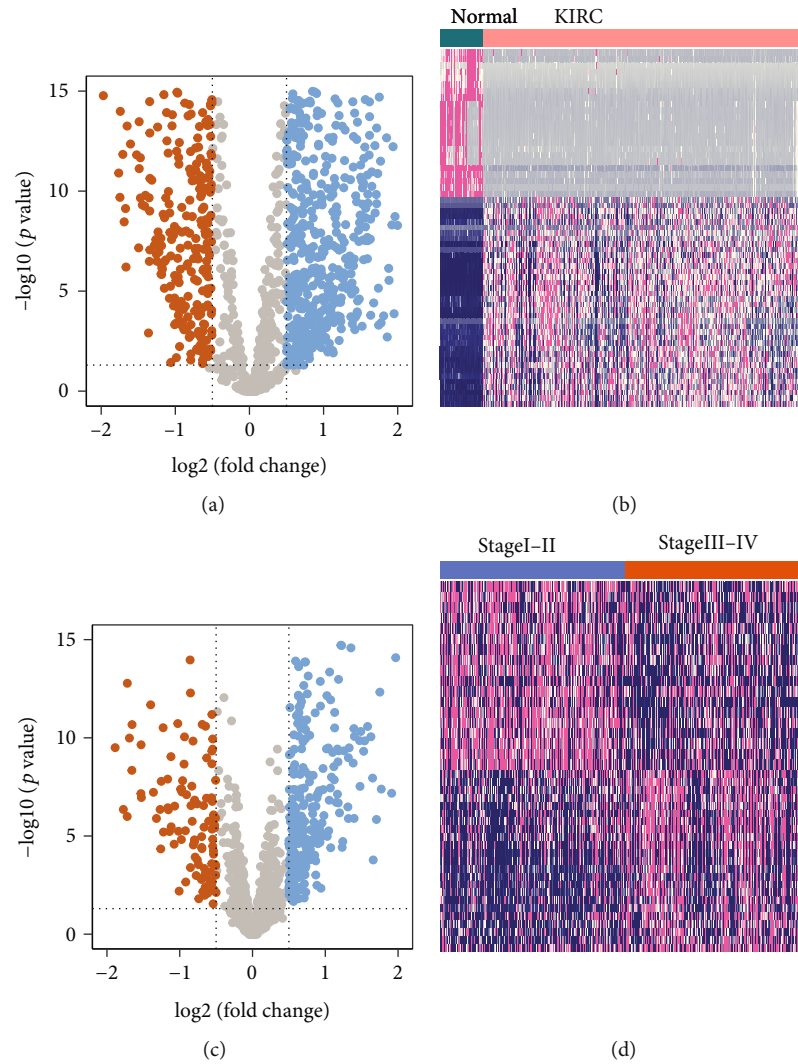 Normal KIRC
15
10
5
0
−log10 (p value)
−2 −1 0 1 2
log2 (fold change)
(a) (b)
StageI–II StageIII–IV
15
10
5
0
−log10 (p value)
−2 −1 0 1 2
log2 (fold change)
(c) (d)